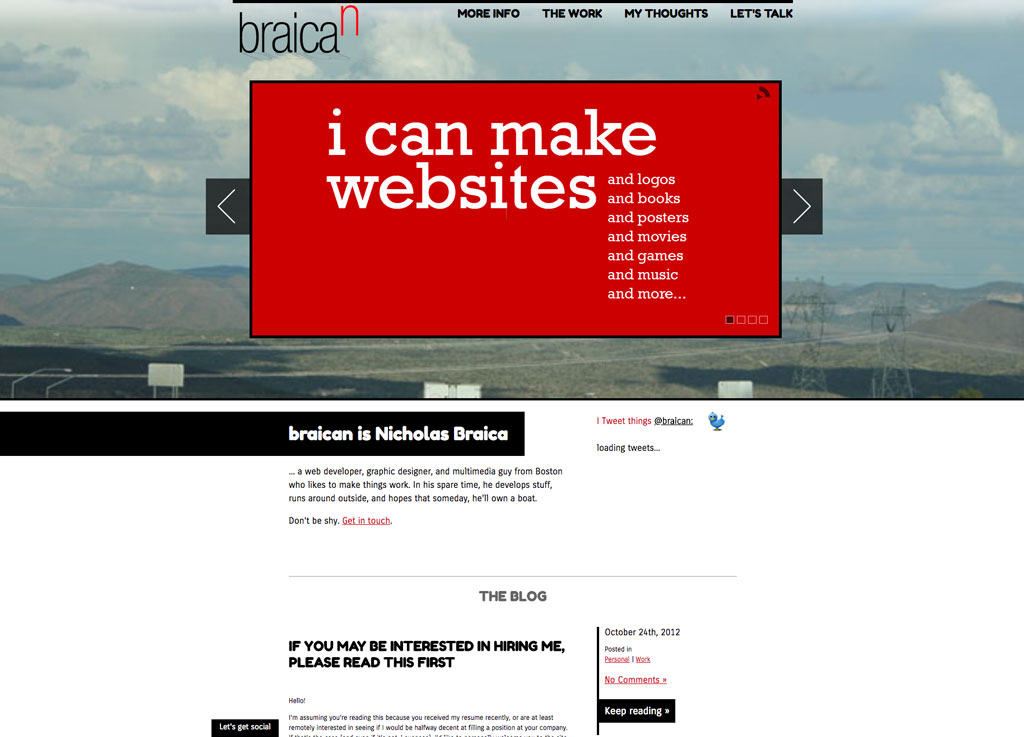 braican
MORE INFO THE WORK MY THOUGHTS LET'S TALK
i can make
websites
and logos
and books
and posters
and movies
and games
and music
and more...
braican is Nicholas Braica
I Tweet things @braican:
loading tweets...
... a web developer, graphic designer, and multimedia guy from Boston
who likes to make things work. In his spare time, he develops stuff,
runs around outside, and hopes that someday, he'll own a boat.
Don't be shy. Get in touch.
THE BLOG
IF YOU MAY BE INTERESTED IN HIRING ME,
PLEASE READ THIS FIRST
October 24th, 2012
Posted in
Personal | Work
No Comments »
Keep reading »
Hello!
I'm assuming you're reading this because you received my resume recently, or are at least
remotely interested in seeing if I would be halfway decent at filling a position at your company.
Let's get social